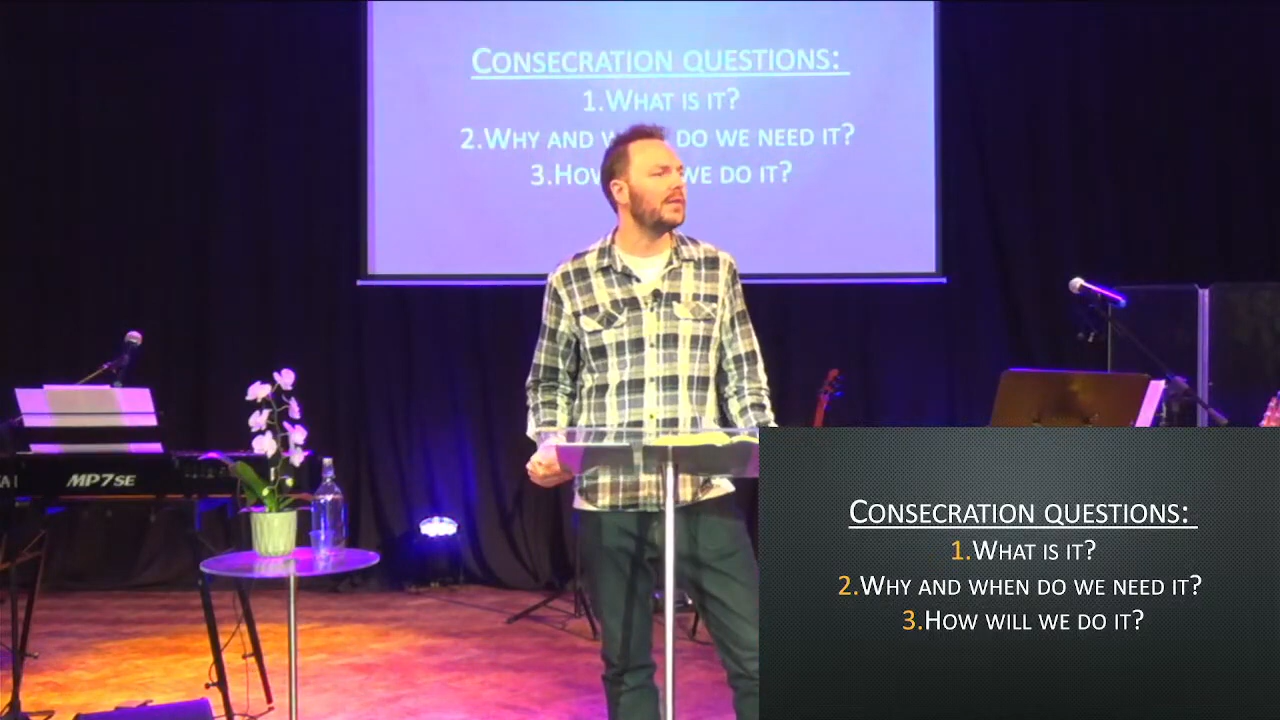 CONSECRATION QUESTIONS:
1.WHAT IS IT?
2.WHY AND W DO WE NEED IT?
3.HOW WE DO IT?
MP7SE
CONSECRATION QUESTIONS:
1.WHAT IS IT?
2.WHY AND WHEN DO WE NEED IT?
3.HOW WILL WE DO IT?